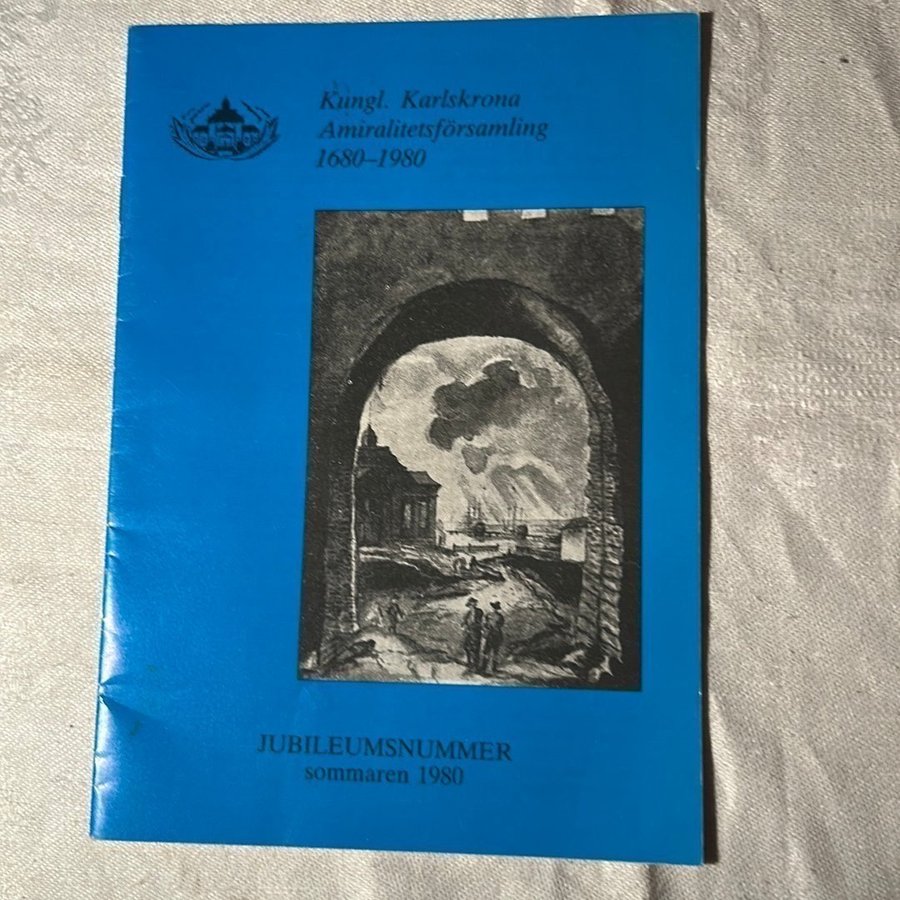 Kungl. Karlskrona
Amiralitetsförsamling
1680–1980
JUBILEUMSNUMMER
sommaren 1980